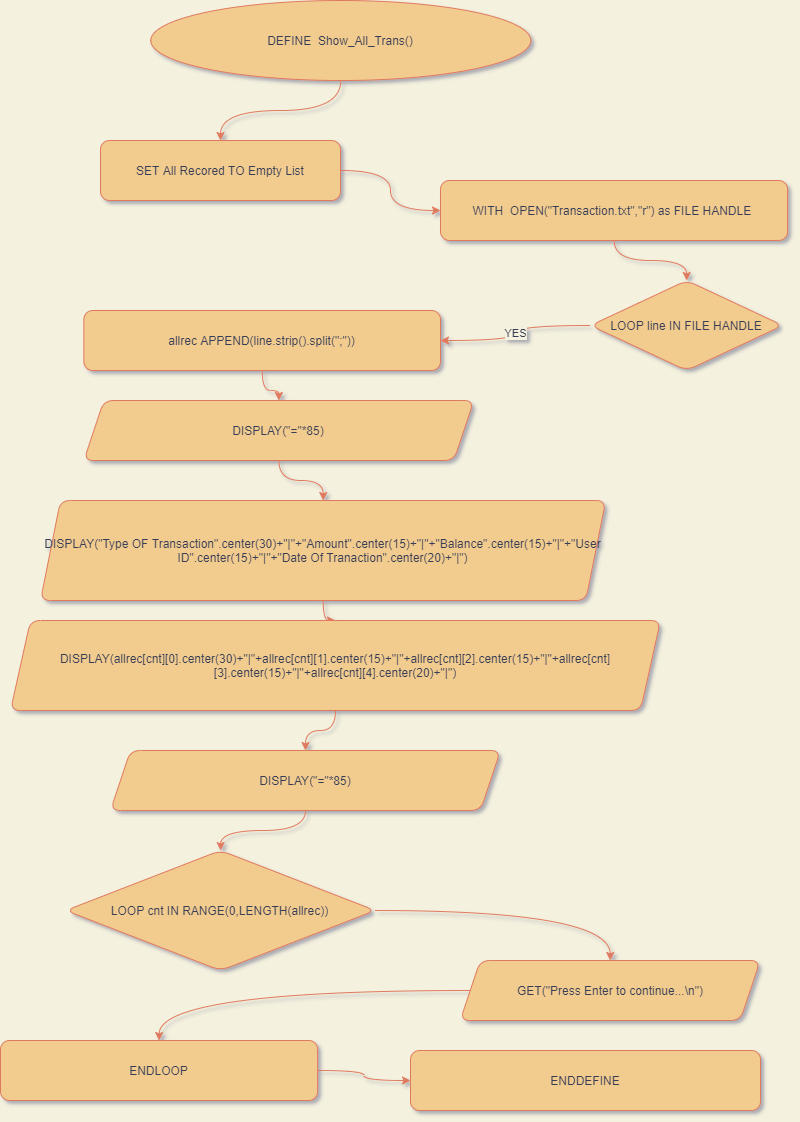 DEFINE  Show_All_Trans()
SET All Recored TO Empty List
WITH  OPEN("Transaction.txt","r") as FILE HANDLE
LOOP line IN FILE HANDLE
YES
allrec APPEND(line.strip().split(";"))
DISPLAY("="*85)
DISPLAY("Type OF Transaction".center(30)+"|"+"Amount".center(15)+"|"+"Balance".center(15)+"|"+"User
ID".center(15)+"|"+"Date Of Tranaction".center(20)+"|")
DISPLAY(allrec[cnt][0].center(30)+"|"+allrec[cnt][1].center(15)+"|"+allrec[cnt][2].center(15)+"|"+allrec[cnt]
[3].center(15)+"|"+allrec[cnt][4].center(20)+"|")
DISPLAY("="*85)
LOOP cnt IN RANGE(0,LENGTH(allrec))
GET("Press Enter to continue...\n")
ENDLOOP
ENDDEFINE